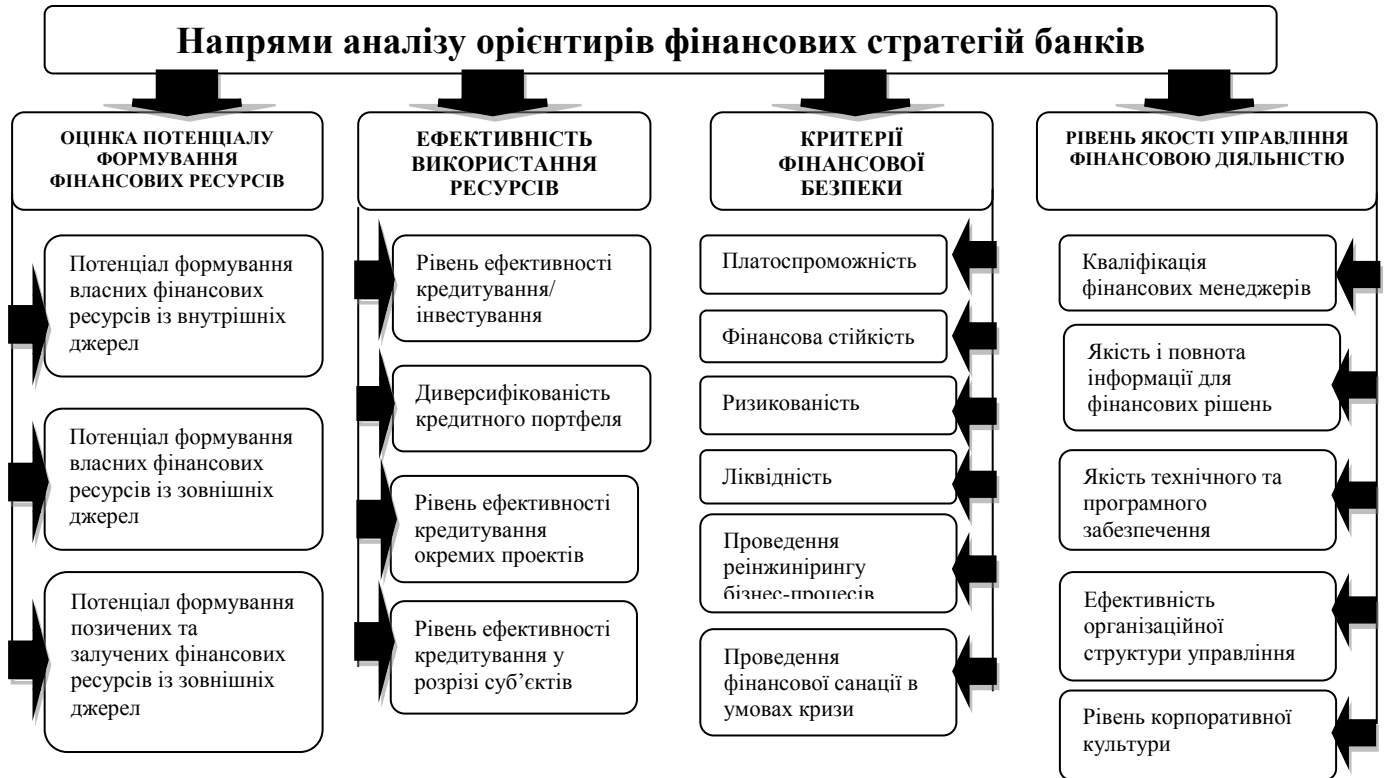 Напрями аналізу орієнтирів фінансових стратегій банків
ОЦІНКА ПОТЕНЦІАЛУ
ФОРМУВАННЯ
ФІНАНСОВИХ РЕСУРСІВ
Потенціал формування
власних фінансових
ресурсів із внутрішніх
джерел
Потенціал формування
власних фінансових
ресурсів із зовнішніх
джерел
Потенціал формування
позичених та
залучених фінансових
ресурсів із зовнішніх
джерел
ЕФЕКТИВНІСТЬ
ВИКОРИСТАННЯ
РЕСУРСІВ
Рівень ефективності
кредитування/
інвестування
Диверсифікованість
кредитного портфеля
Рівень ефективності
кредитування
окремих проектів
Рівень ефективності
кредитування у
розрізі суб’єктів
КРИТЕРІЇ
ФІНАНСОВОЇ
БЕЗПЕКИ
Платоспроможність
Фінансова стійкість
Ризикованість
Ліквідність
Проведення
реінжинірингу
бізнес-процесів
Проведення
фінансової санації в
умовах кризи
РІВЕНЬ ЯКОСТІ УПРАВЛІННЯ
ФІНАНСОВОЮ ДІЯЛЬНІСТЮ
Кваліфікація
фінансових менеджерів
Якість і повнота
інформації для
фінансових рішень
Якість технічного та
програмного
забезпечення
Ефективність
організаційної
структури управління
Рівень корпоративної
культури